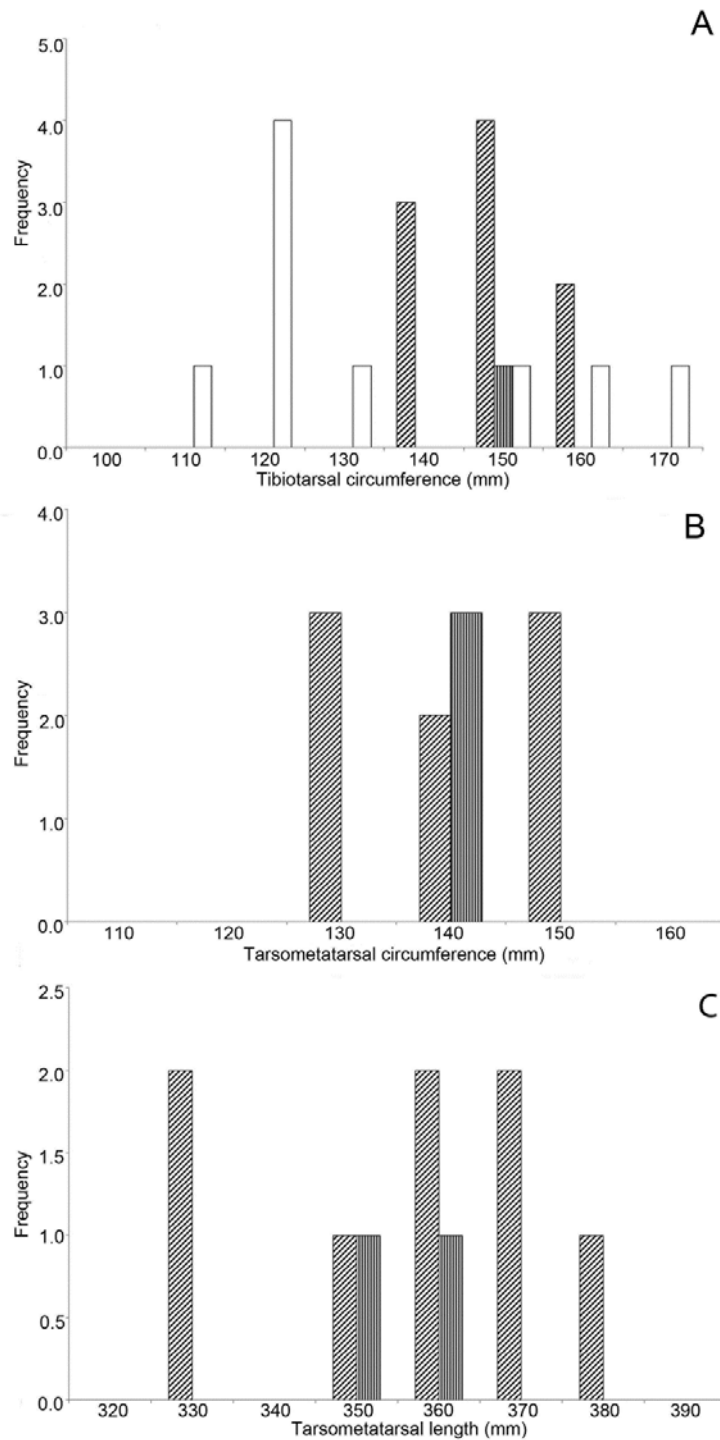 A
5.0
4.0
3.0
2.0
1.0
0.0
Frequency
100 110 120 130 140 150 160 170
Tibiotarsal circumference (mm)
B
4.0
3.0
2.0
1.0
0.0
Frequency
110 120 130 140 150 160
Tarsometatarsal circumference (mm)
C
2.5
2.0
1.5
1.0
0.5
0.0
Frequency
320 330 340 350 360 370 380 390
Tarsometatarsal length (mm)